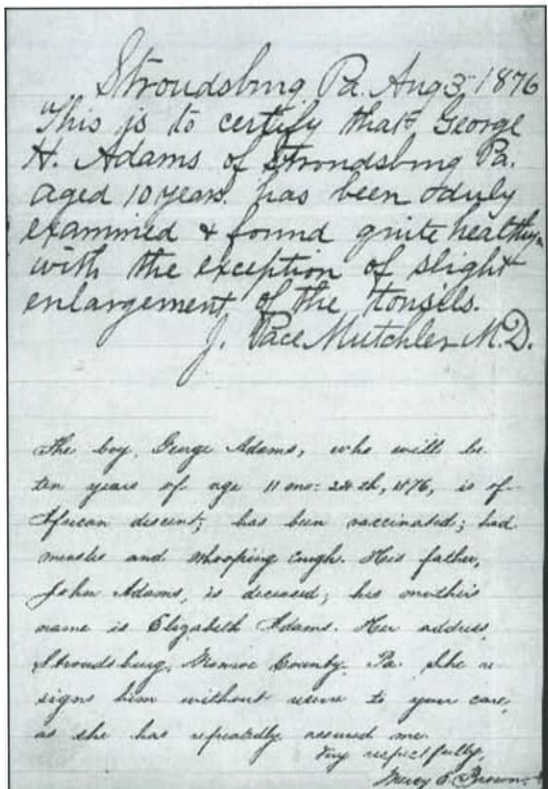 Stroudsburg Pa. Aug 3, 1876
This is to certify that George
H. Adams of Stroudsburg Pa.
aged 10 years. has been duly
examined & found quite healthy
with the exception of slight
enlargement of the tonsils.
J. Pace Mutchler M.D.
The boy, George Adams, who will be
ten years of age 11 mo: 1876, is of
African descent; has been vaccinated; had
measles and whooping cough. His father,
John Adams, is deceased; his mother's
name is Elizabeth Adams. Her address,
Stroudsburg, Monroe County, Pa. She re-
signs him without reserve to your care,
as she has repeatedly assured me.
Very respectfully,
Brown